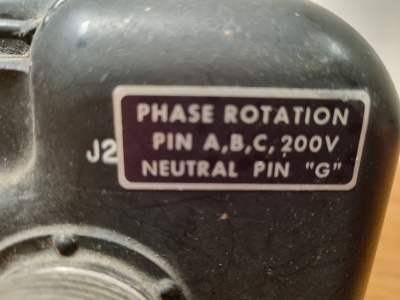 PHASE ROTATION
PIN A,B,C, 200V
J2
NEUTRAL PIN "G"